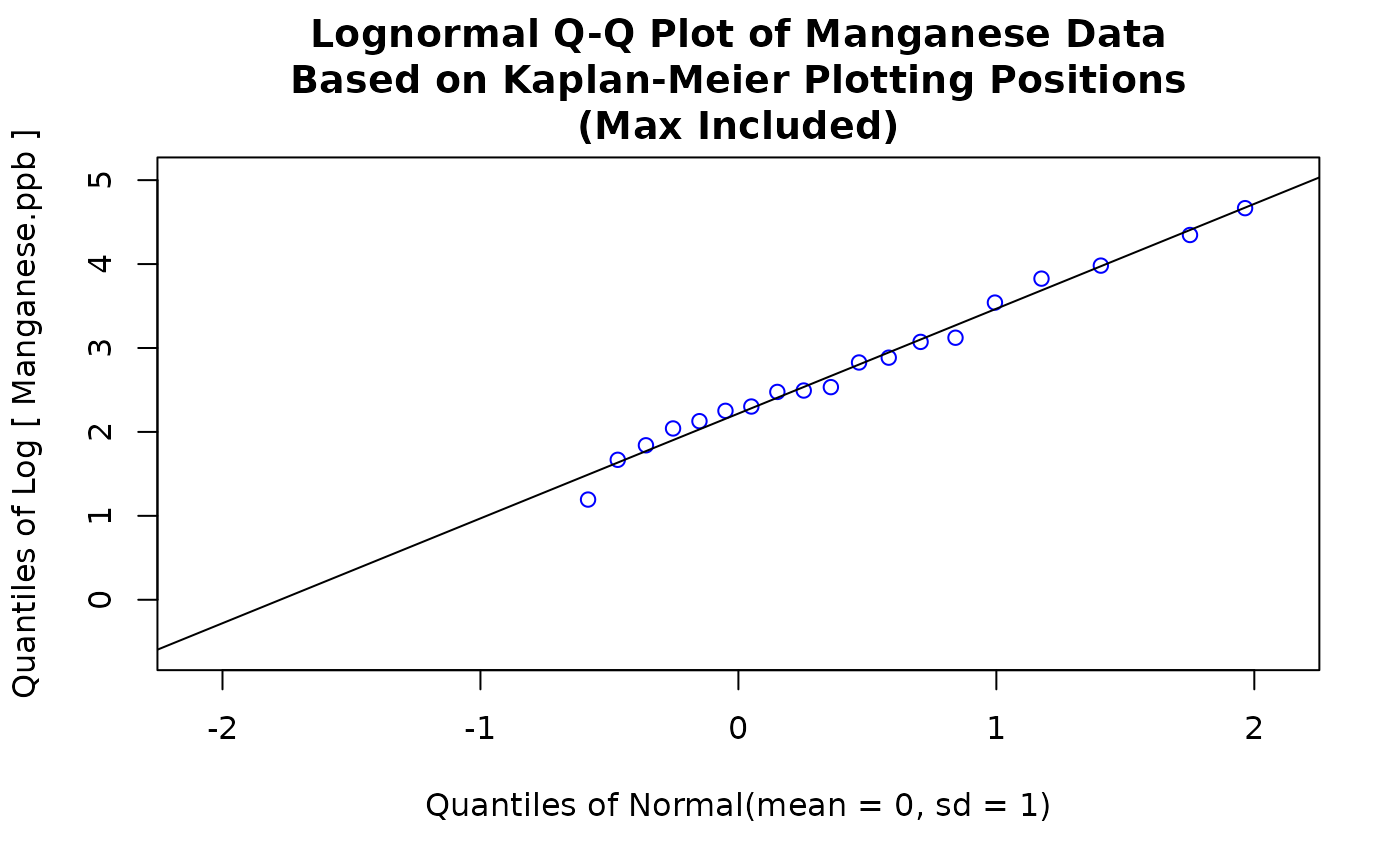 Lognormal Q-Q Plot of Manganese Data
Based on Kaplan-Meier Plotting Positions
(Max Included)
Quantiles of Log [ Manganese.ppb ]
5
4
3
2
1
0
-2
-1
0
1
2
Quantiles of Normal(mean = 0, sd = 1)